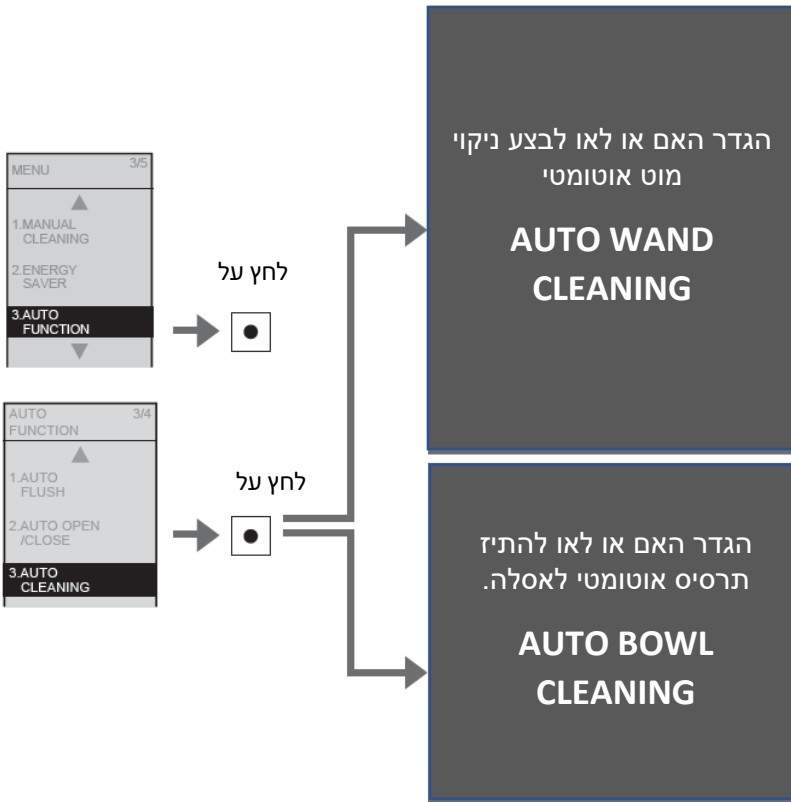 MENU 3/5
1.MANUAL
CLEANING
2.ENERGY
SAVER
3.AUTO
FUNCTION
לחץ על
AUTO 3/4
FUNCTION
1.AUTO
FLUSH
2.AUTO OPEN
/CLOSE
3.AUTO
CLEANING
לחץ על
הגדר האם או לאו לבצע ניקוי
מוט אוטומטי
AUTO WAND
CLEANING
הגדר האם או לאו להתיז
תרסיס אוטומטי לאסלה.
AUTO BOWL
CLEANING